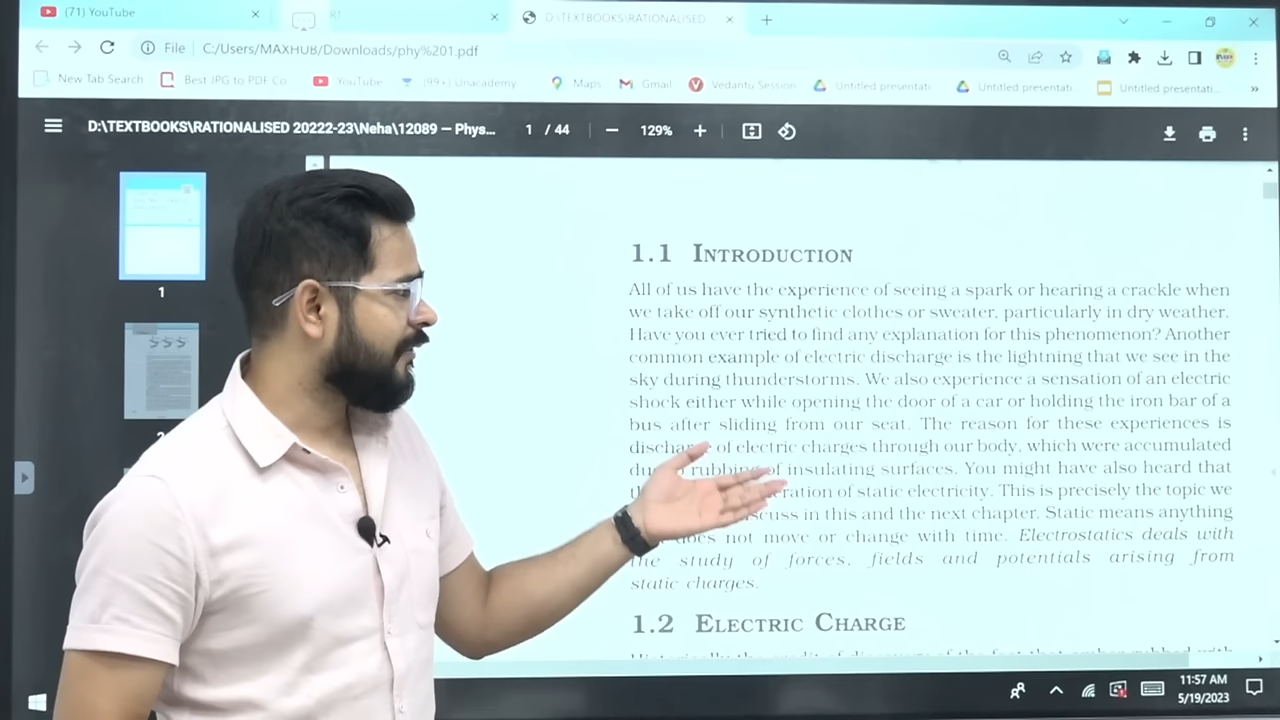 (71) YouTube
D:\TEXTBOOKS\RATIONALISED
File C:/Users/MAXHUB/Downloads/phy%201.pdf
New Tab Search Best JPG to PDF Co YouTube (99+) Unacademy Maps Gmail Vedantu Session Untitled presentati Untitled presentati Untitled presentati...
D:\TEXTBOOKS\RATIONALISED 20222-23\Neha\12089 — Phys... 1 / 44 129%
1
1.1 INTRODUCTION
All of us have the experience of seeing a spark or hearing a crackle when
we take off our synthetic clothes or sweater, particularly in dry weather.
Have you ever tried to find any explanation for this phenomenon? Another
common example of electric discharge is the lightning that we see in the
sky during thunderstorms. We also experience a sensation of an electric
shock either while opening the door of a car or holding the iron bar of a
bus after sliding from our seat. The reason for these experiences is
of electric charges through our body, which were accumulated
rubbing of insulating surfaces. You might have also heard that
of static electricity. This is precisely the topic we
in this and the next chapter. Static means anything
does not move or change with time. Electrostatics deals with
the study of forces, fields and potentials arising from
static charges.
1.2 ELECTRIC CHARGE
11:57 AM
5/19/2023